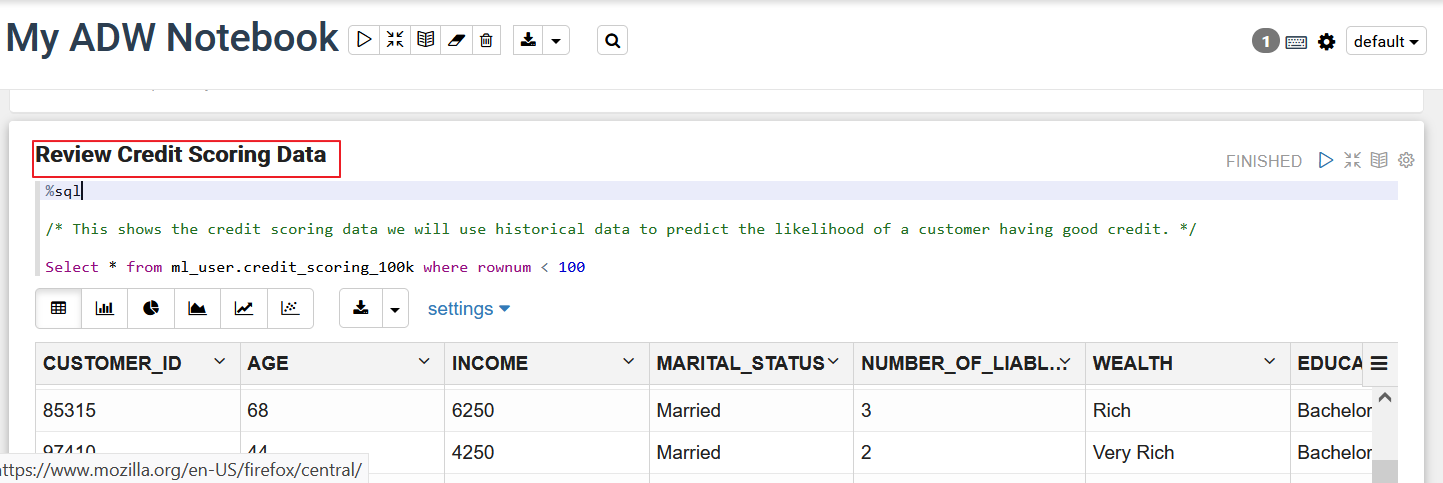 My ADW Notebook
1
default
Review Credit Scoring Data
FINISHED
%sql
/* This shows the credit scoring data we will use historical data to predict the likelihood of a customer having good credit. */
Select * from ml_user.credit_scoring_100k where rownum < 100
settings
CUSTOMER_ID AGE INCOME MARITAL_STATUS NUMBER_OF_LIABL... WEALTH EDUCA
85315 68 6250 Married 3 Rich Bachelor
97410 44 4250 Married 2 Very Rich Bachelor
ttps://www.mozilla.org/en-US/firefox/central/